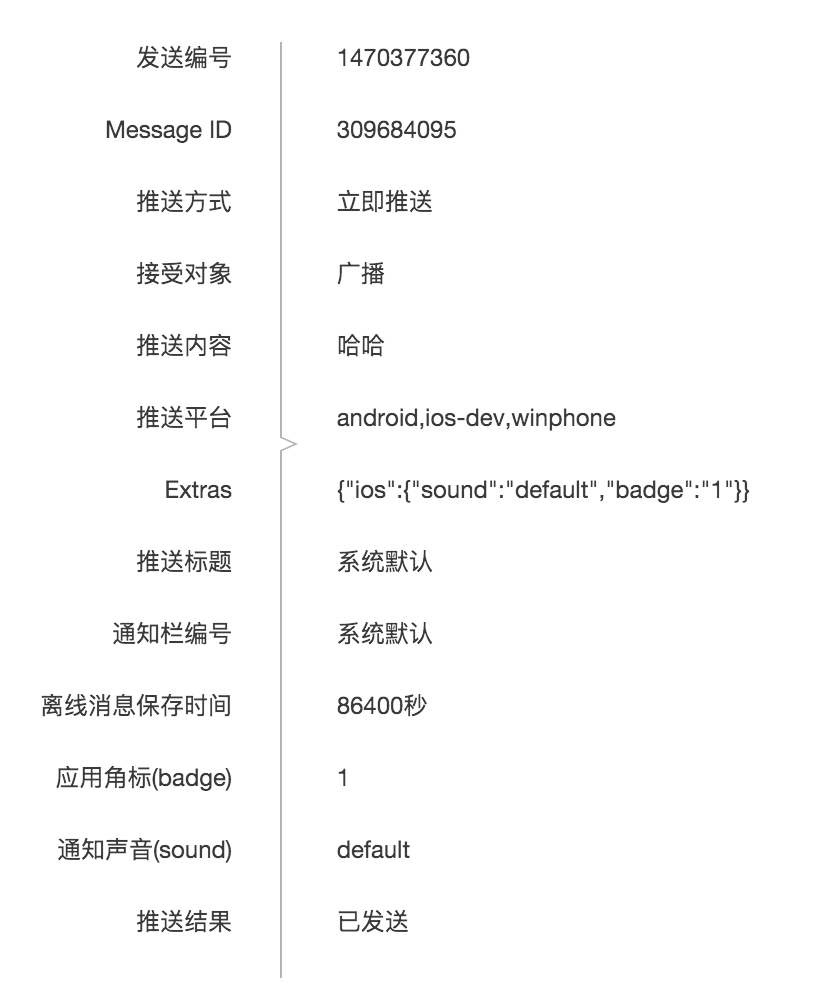 发送编号 1470377360
Message ID 309684095
推送方式 立即推送
接受对象 广播
推送内容 哈哈
推送平台 android,ios-dev,winphone
Extras {"ios":{"sound":"default","badge":"1"}}
推送标题 系统默认
通知栏编号 系统默认
离线消息保存时间 86400秒
应用角标(badge) 1
通知声音(sound) default
推送结果 已发送